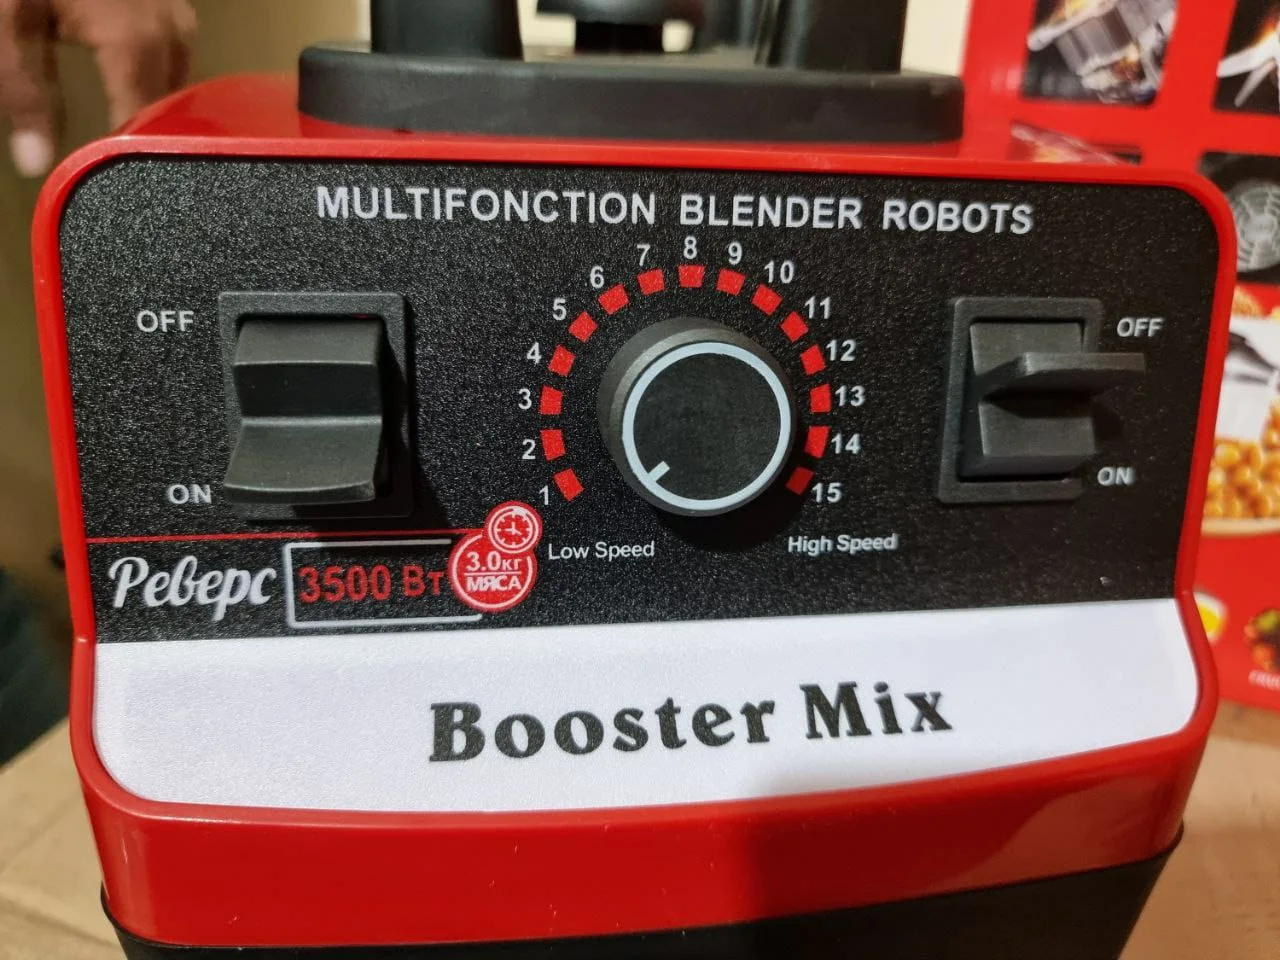 MULTIFONCTION BLENDER ROBOTS
OFF
ON
1
2
3
4
5
6
7
8
9
10
11
12
13
14
15
Low Speed
High Speed
OFF
ON
Реверс
3500 Вт
3.0кг
МЯСА
Booster Mix